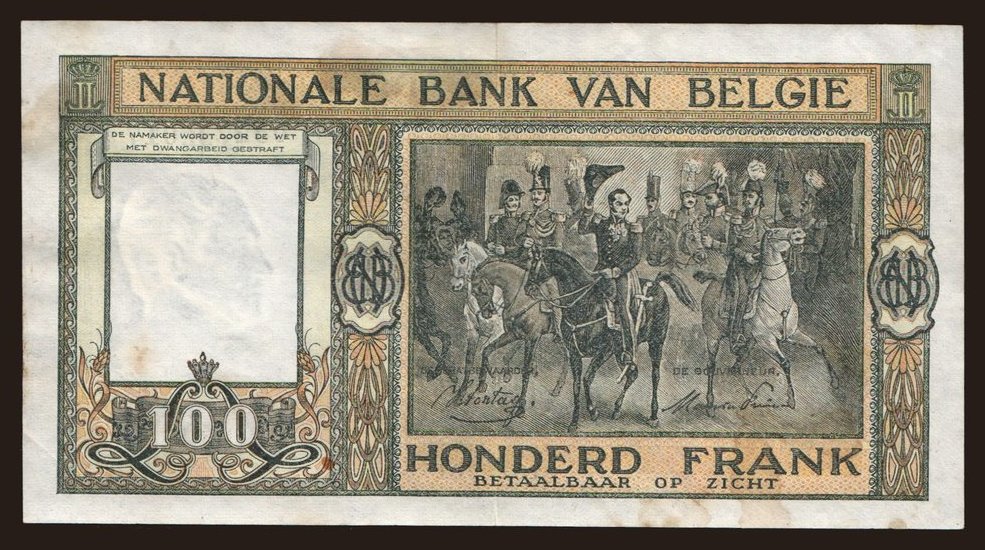 NATIONALE BANK VAN BELGIE
DE NAMAKER WORDT DOOR DE WET
MET DWANGARBEID GESTRAFT
DE GOUVERNEUR,
100
HONDERD FRANK
BETAALBAAR OP ZICHT